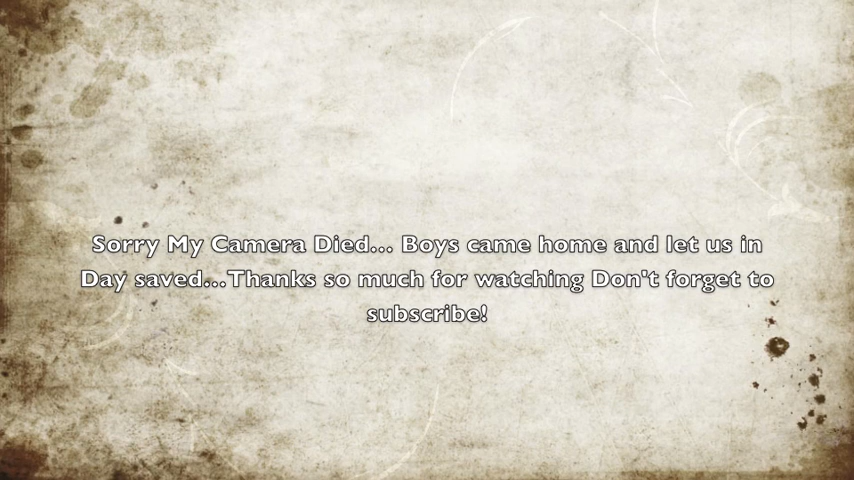 Sorry My Camera Died... Boys came home and let us in
Day saved...Thanks so much for watching Don't forget to
subscribe!